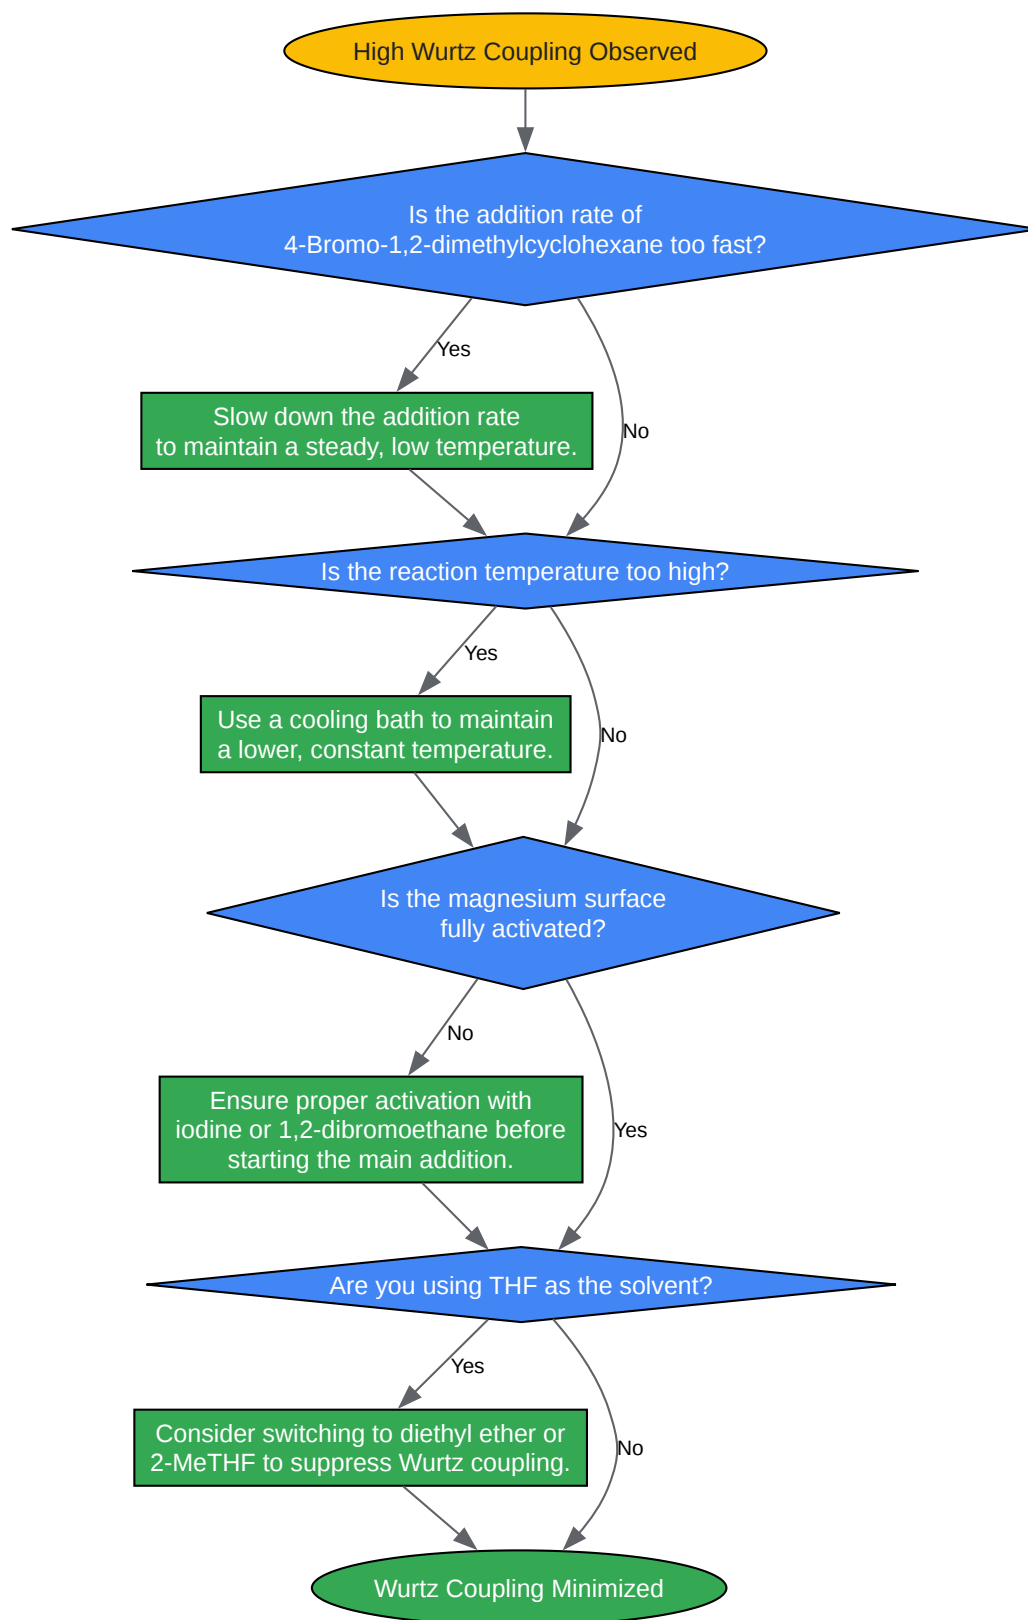 High Wurtz Coupling Observed
Is the addition rate of
4-Bromo-1,2-dimethylcyclohexane too fast?
Yes
Slow down the addition rate
to maintain a steady, low temperature.
No
Is the reaction temperature too high?
Yes
Use a cooling bath to maintain
a lower, constant temperature.
No
Is the magnesium surface
fully activated?
No
Ensure proper activation with
iodine or 1,2-dibromoethane before
starting the main addition.
Yes
Are you using THF as the solvent?
Yes
Consider switching to diethyl ether or
2-MeTHF to suppress Wurtz coupling.
No
Wurtz Coupling Minimized